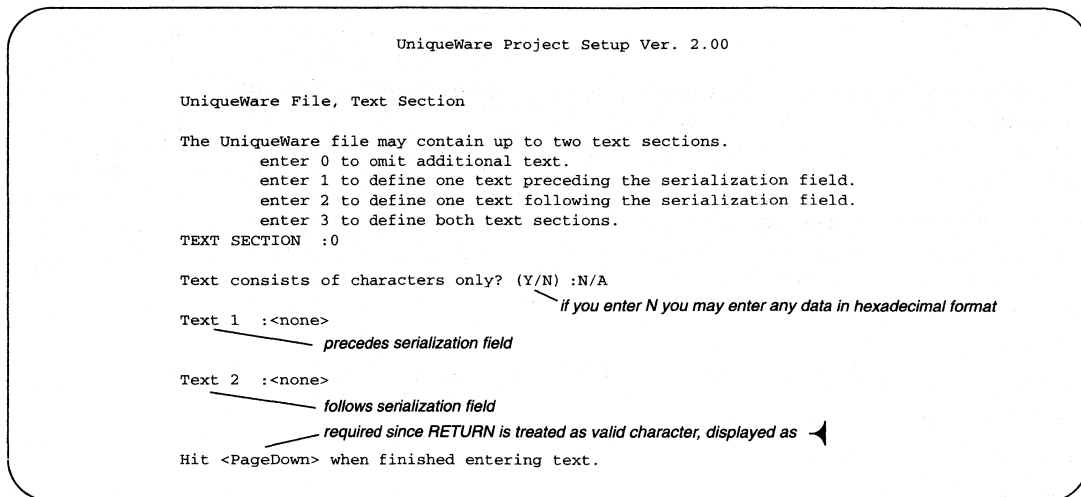 UniqueWare Project Setup Ver. 2.00
UniqueWare File, Text Section
The UniqueWare file may contain up to two text sections.
enter 0 to omit additional text.
enter 1 to define one text preceding the serialization field.
enter 2 to define one text following the serialization field.
enter 3 to define both text sections.
TEXT SECTION :0
Text consists of characters only? (Y/N) :N/A
if you enter N you may enter any data in hexadecimal format
Text 1 :<none>
precedes serialization field
Text 2 :<none>
follows serialization field
required since RETURN is treated as valid character, displayed as
Hit <PageDown> when finished entering text.